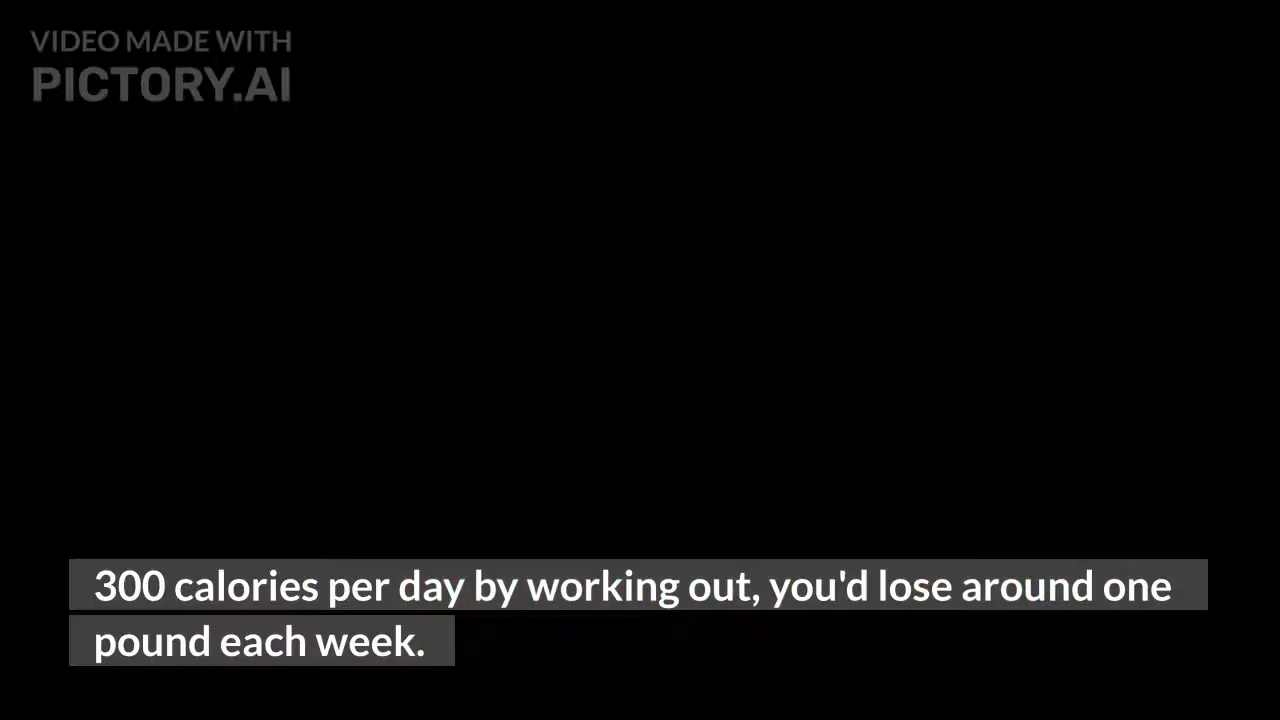 VIDEO MADE WITH
PICTORY.AI
300 calories per day by working out, you'd lose around one
pound each week.